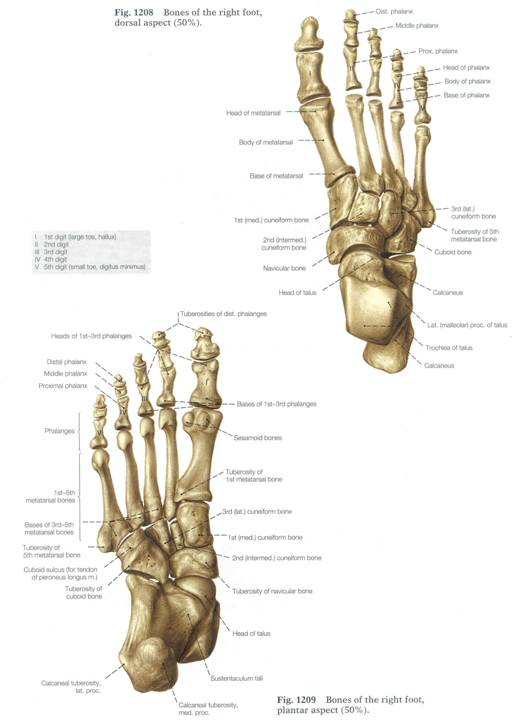 Fig. 1208 Bones of the right foot,
dorsal aspect (50%).
Dist. phalanx
Middle phalanx
Prox. phalanx
Head of phalanx
Body of phalanx
Base of phalanx
Head of metatarsal
Body of metatarsal
Base of metatarsal
1st (med.) cuneiform bone
2nd (intermed.)
cuneiform bone
Navicular bone
Head of talus
3rd (lat.)
cuneiform bone
Tuberosity of 5th
metatarsal bone
Cuboid bone
Calcaneus
Lat. (malleolar) proc. of talus
Trochlea of talus
Calcaneus
I 1st digit (large toe, hallux)
II 2nd digit
III 3rd digit
IV 4th digit
V 5th digit (small toe, digitus minimus)
Tuberosities of dist. phalanges
Heads of 1st–3rd phalanges
Distal phalanx
Middle phalanx
Proximal phalanx
Phalanges
1st–5th
metatarsal bones
Bases of 3rd–5th
metatarsal bones
Tuberosity of
5th metatarsal bone
Cuboid sulcus (for tendon
of peroneus longus m.)
Tuberosity of
cuboid bone
Calcaneal tuberosity,
lat. proc.
Bases of 1st–3rd phalanges
Sesamoid bones
Tuberosity of
1st metatarsal bone
3rd (lat.) cuneiform bone
1st (med.) cuneiform bone
2nd (intermed.) cuneiform bone
Tuberosity of navicular bone
Head of talus
Sustentaculum tali
Calcaneal tuberosity,
med. proc.
Fig. 1209 Bones of the right foot,
plantar aspect (50%).